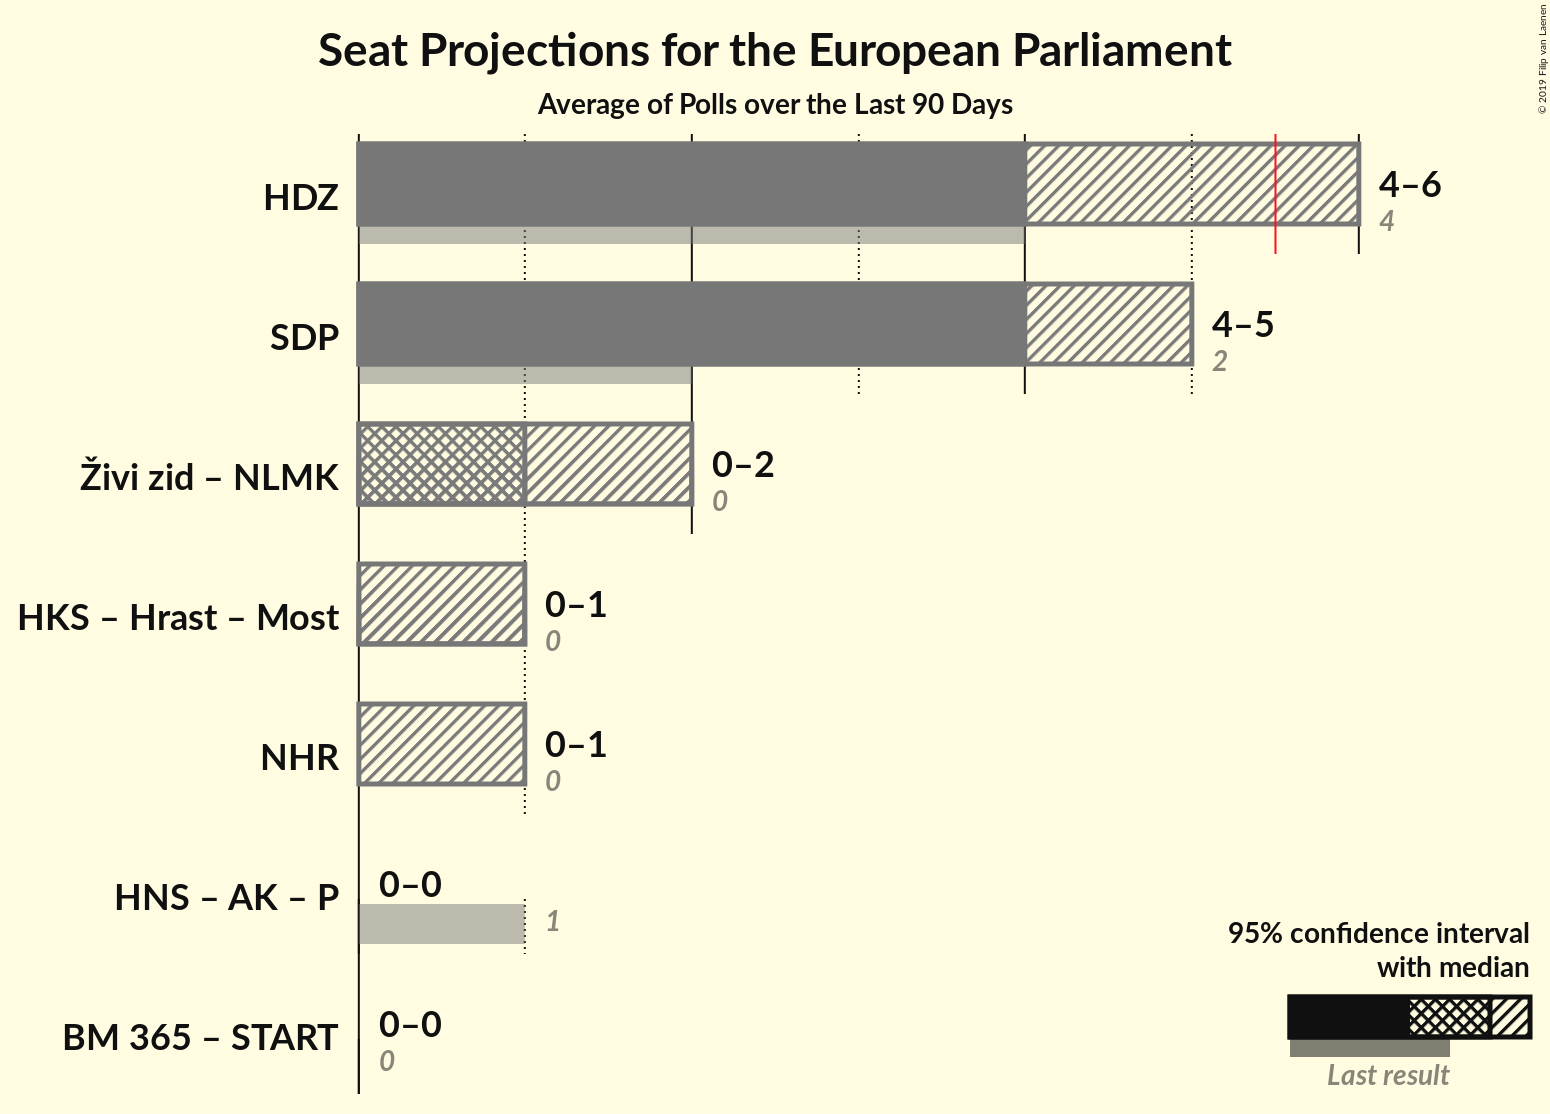 Seat Projections for the European Parliament
Average of Polls over the Last 90 Days
© 2019 Filip van Laenen
HDZ
4–6
4
SDP
4–5
2
Živi zid – NLMK
0–2
0
HKS – Hrast – Most
0–1
0
NHR
0–1
0
HNS – AK – P
0–0
1
BM 365 – START
0–0
0
95% confidence interval
with median
Last result